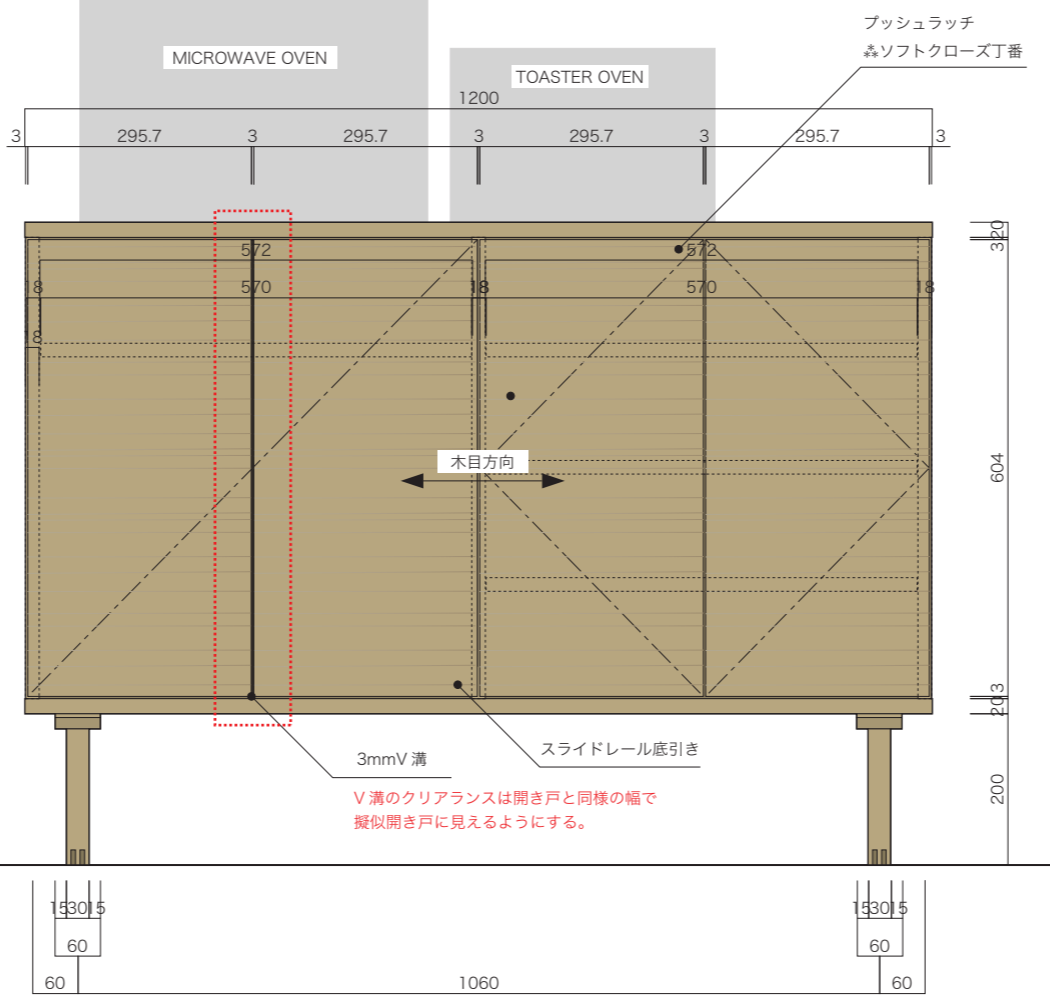 プッシュラッチ
⁂ソフトクローズ丁番
MICROWAVE OVEN
TOASTER OVEN
1200
3 295.7 3 295.7 3 295.7 3 295.7 3
320
572 572
18 570 18 570 18
18
木目方向
604
203
3mmV 溝
スライドレール底引き
V 溝のクリアランスは開き戸と同様の幅で
擬似開き戸に見えるようにする。
200
153015 153015
60 60
60 1060 60